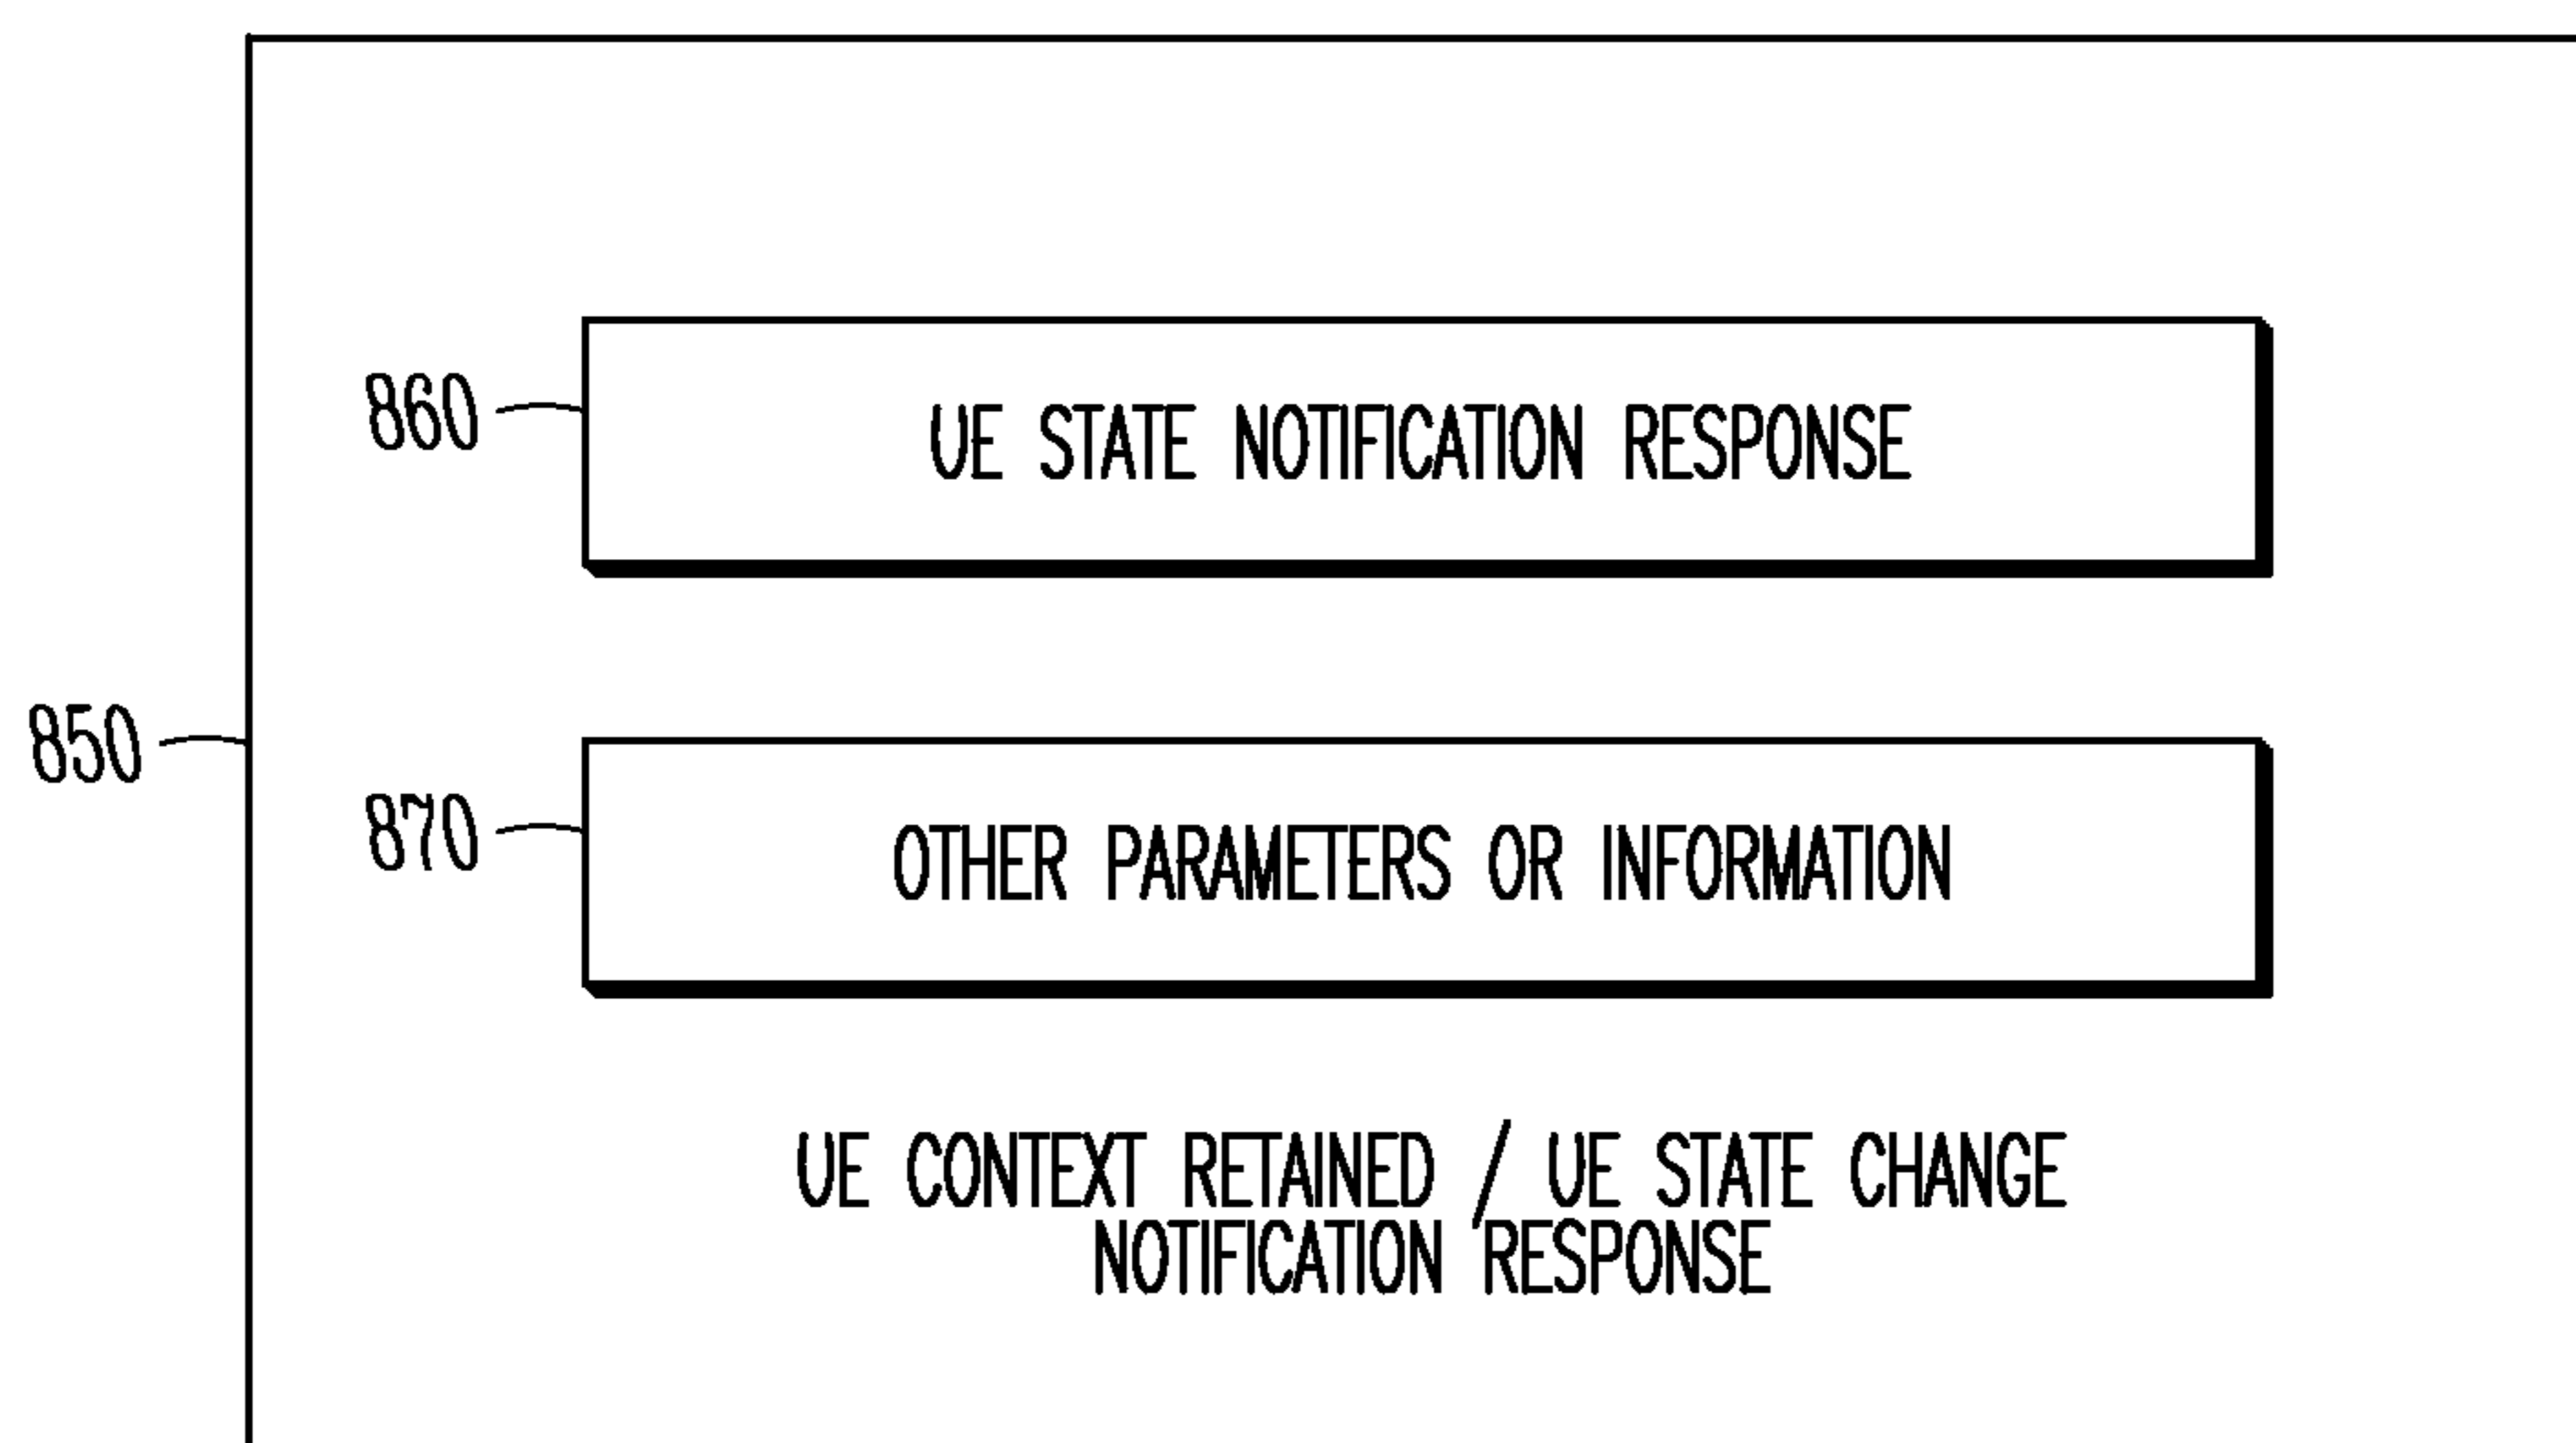 860
UE STATE NOTIFICATION RESPONSE
850
870
OTHER PARAMETERS OR INFORMATION
UE CONTEXT RETAINED / UE STATE CHANGE
NOTIFICATION RESPONSE